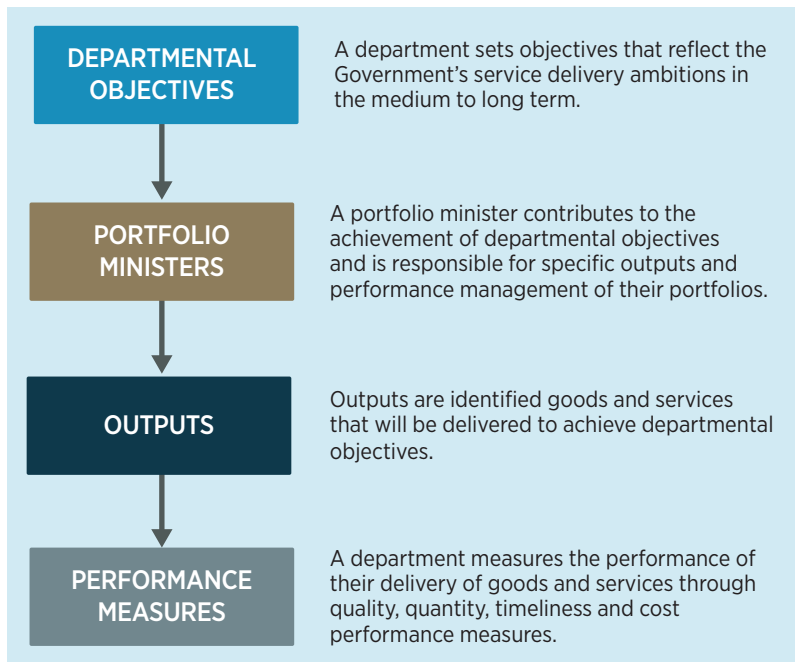 DEPARTMENTAL
OBJECTIVES
A department sets objectives that reflect the
Government’s service delivery ambitions in
the medium to long term.
PORTFOLIO
MINISTERS
A portfolio minister contributes to the
achievement of departmental objectives
and is responsible for specific outputs and
performance management of their portfolios.
OUTPUTS
Outputs are identified goods and services
that will be delivered to achieve departmental
objectives.
PERFORMANCE
MEASURES
A department measures the performance of
their delivery of goods and services through
quality, quantity, timeliness and cost
performance measures.